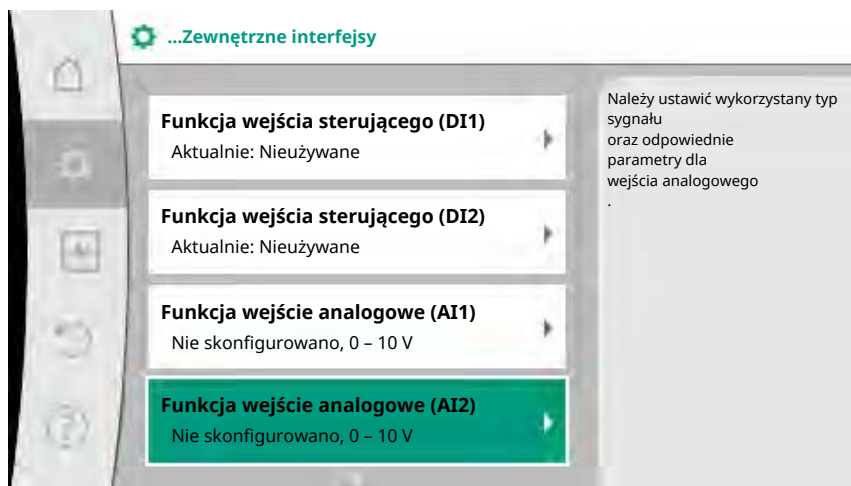 ...Zewnętrzne interfejsy
Funkcja wejścia sterującego (DI1)
Aktualnie: Nieużywane
Funkcja wejścia sterującego (DI2)
Aktualnie: Nieużywane
Funkcja wejście analogowe (AI1)
Nie skonfigurowano, 0 – 10 V
Funkcja wejście analogowe (AI2)
Nie skonfigurowano, 0 – 10 V
Należy ustawić wykorzystany typ
sygnału
oraz odpowiednie
parametry dla
wejścia analogowego
.